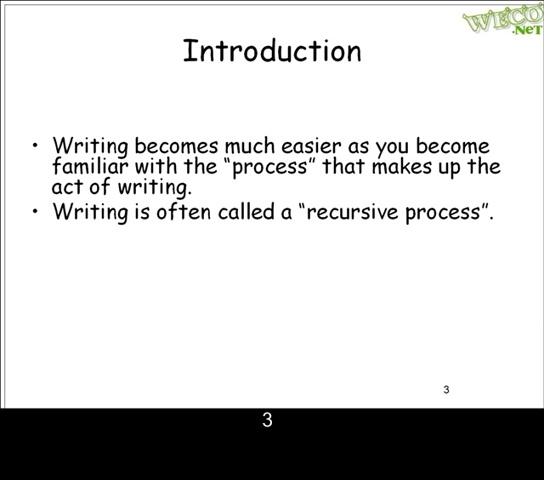 WECO
.NeT
Introduction
• Writing becomes much easier as you become
familiar with the “process” that makes up the
act of writing.
• Writing is often called a “recursive process”.
3
3